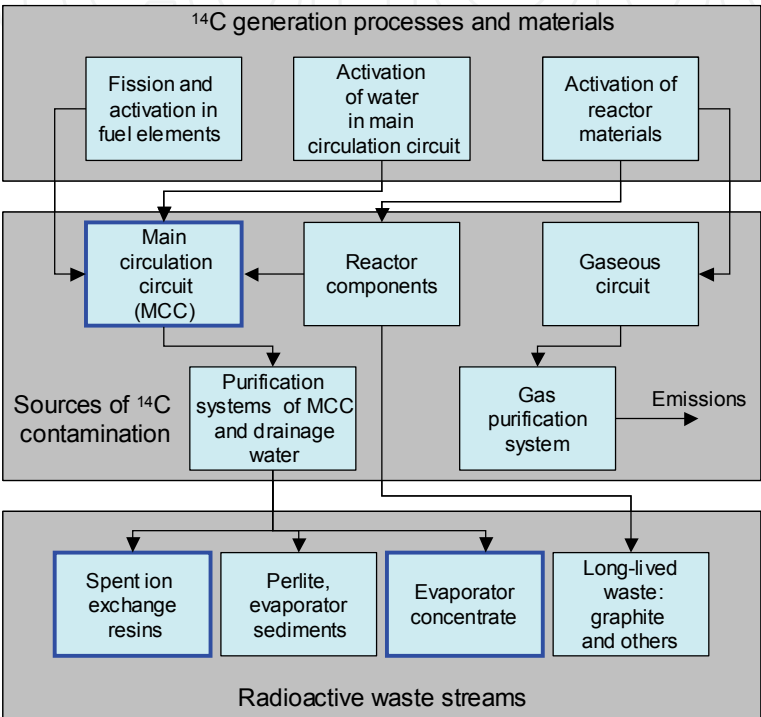 ¹⁴C generation processes and materials
Fission and
activation in
fuel elements
Activation
of water
in main
circulation circuit
Activation of
reactor
materials
Main
circulation
circuit
(MCC)
Reactor
components
Gaseous
circuit
Sources of ¹⁴C
contamination
Purification
systems of MCC
and drainage
water
Gas
purification
system
Emissions
Spent ion
exchange
resins
Perlite,
evaporator
sediments
Evaporator
concentrate
Long-lived
waste:
graphite
and others
Radioactive waste streams